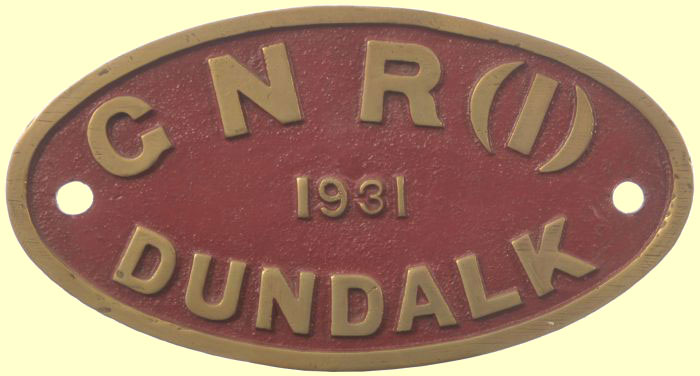 GNR(I)
1931
DUNDALK